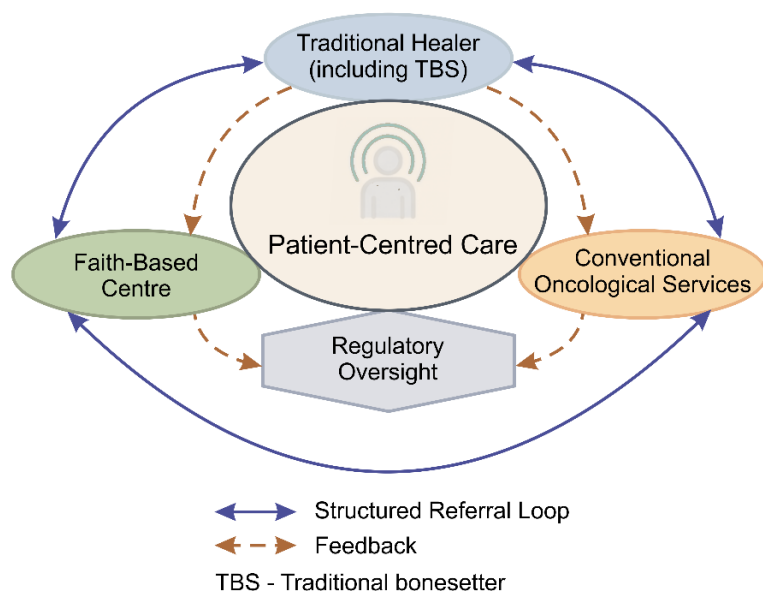 Traditional Healer
(including TBS)
Patient-Centred Care
Faith-Based
Centre
Conventional
Oncological Services
Regulatory
Oversight
Structured Referral Loop
Feedback
TBS - Traditional bonesetter